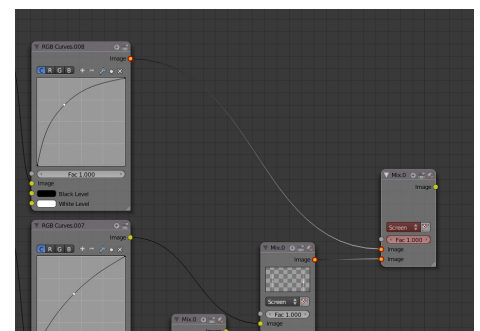 RGB Curves.008
Image
C R G B
Fac 1.000
Image
Black Level
White Level
RGB Curves.007
Image
C R G B
Mix.0
Image
Screen
Fac 1.000
Image
Image
Mix.0
Image
Screen
Fac 1.000
Image
Mix.0